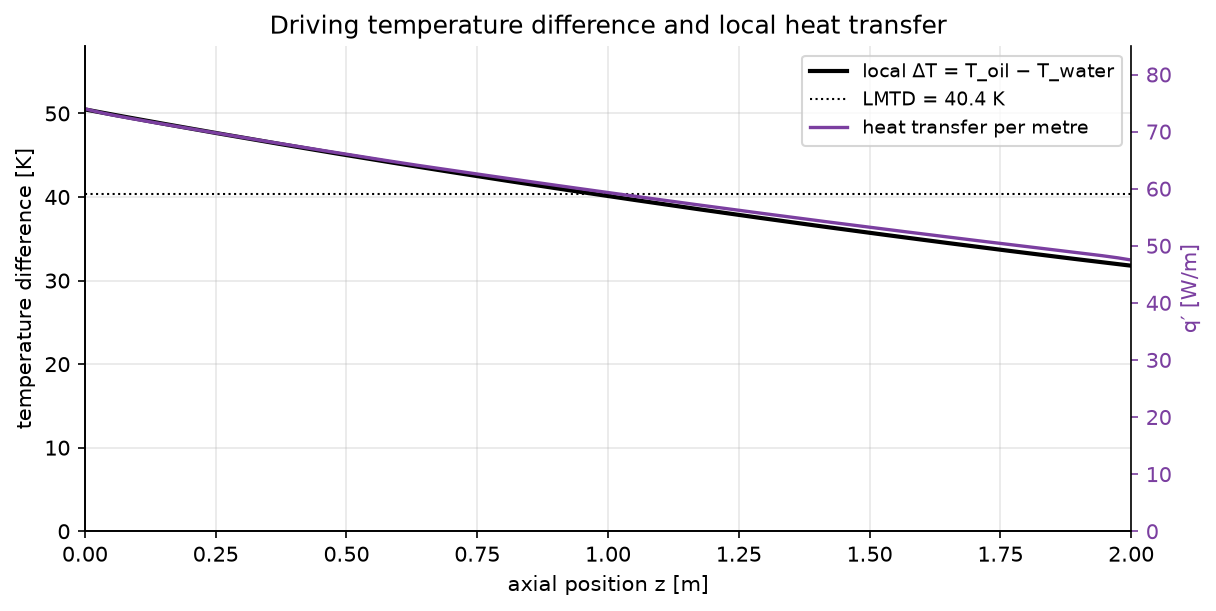 Driving temperature difference and local heat transfer
local ΔT = T_oil − T_water
LMTD = 40.4 K
heat transfer per metre
temperature difference [K]
50
40
30
20
10
0
80
70
60
50
40
30
20
10
0
q′ [W/m]
0.00 0.25 0.50 0.75 1.00 1.25 1.50 1.75 2.00
axial position z [m]